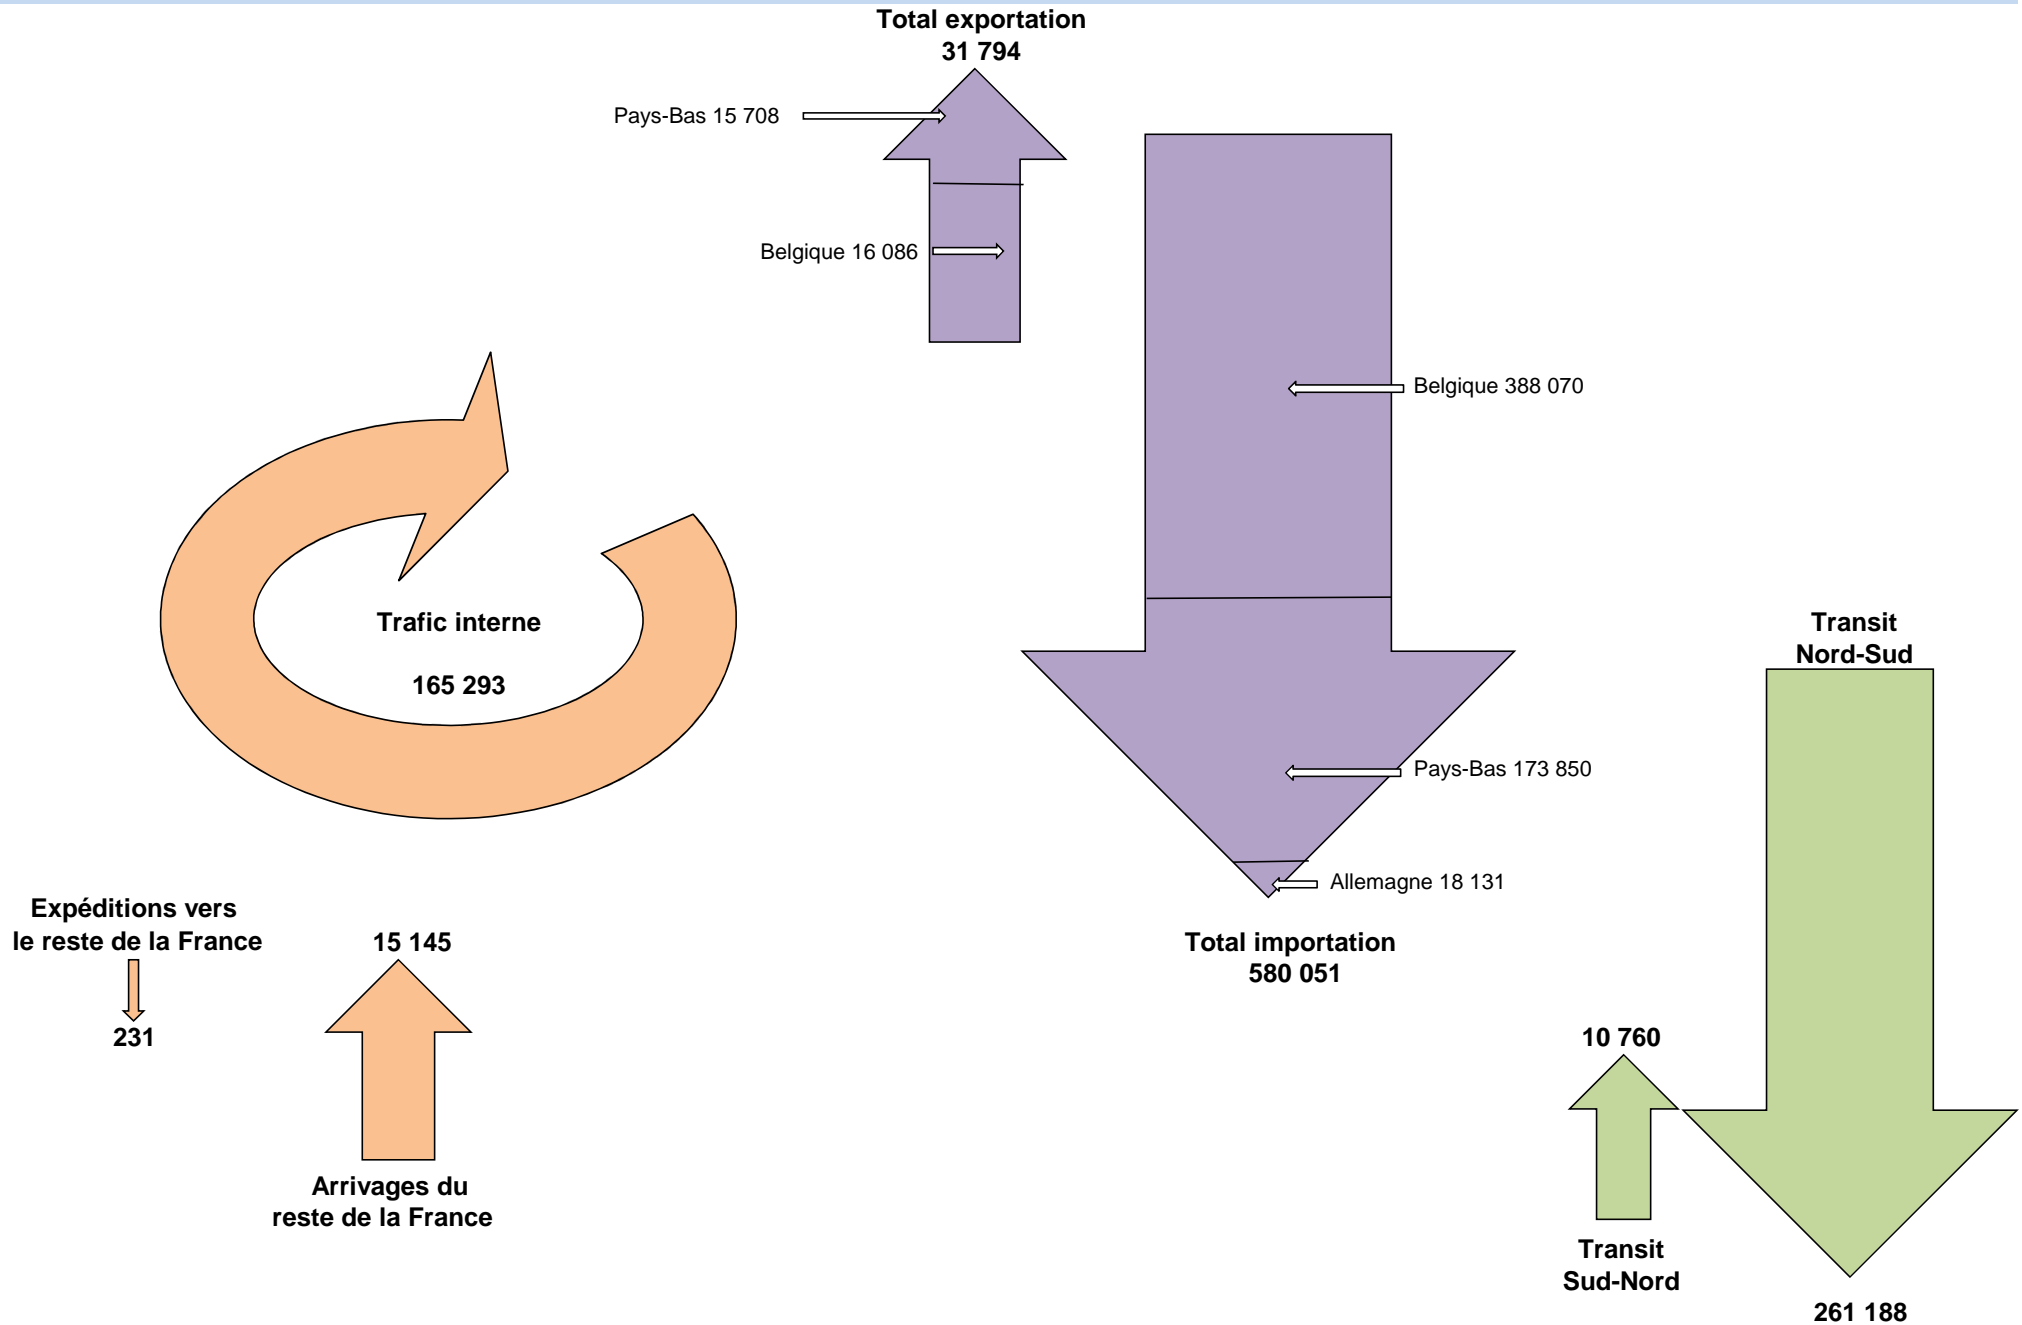 Total exportation
31 794
Pays-Bas 15 708
Belgique 16 086
Belgique 388 070
Trafic interne
165 293
Transit
Nord-Sud
Pays-Bas 173 850
Allemagne 18 131
Expéditions vers
le reste de la France
231
15 145
Arrivages du
reste de la France
Total importation
580 051
10 760
Transit
Sud-Nord
261 188